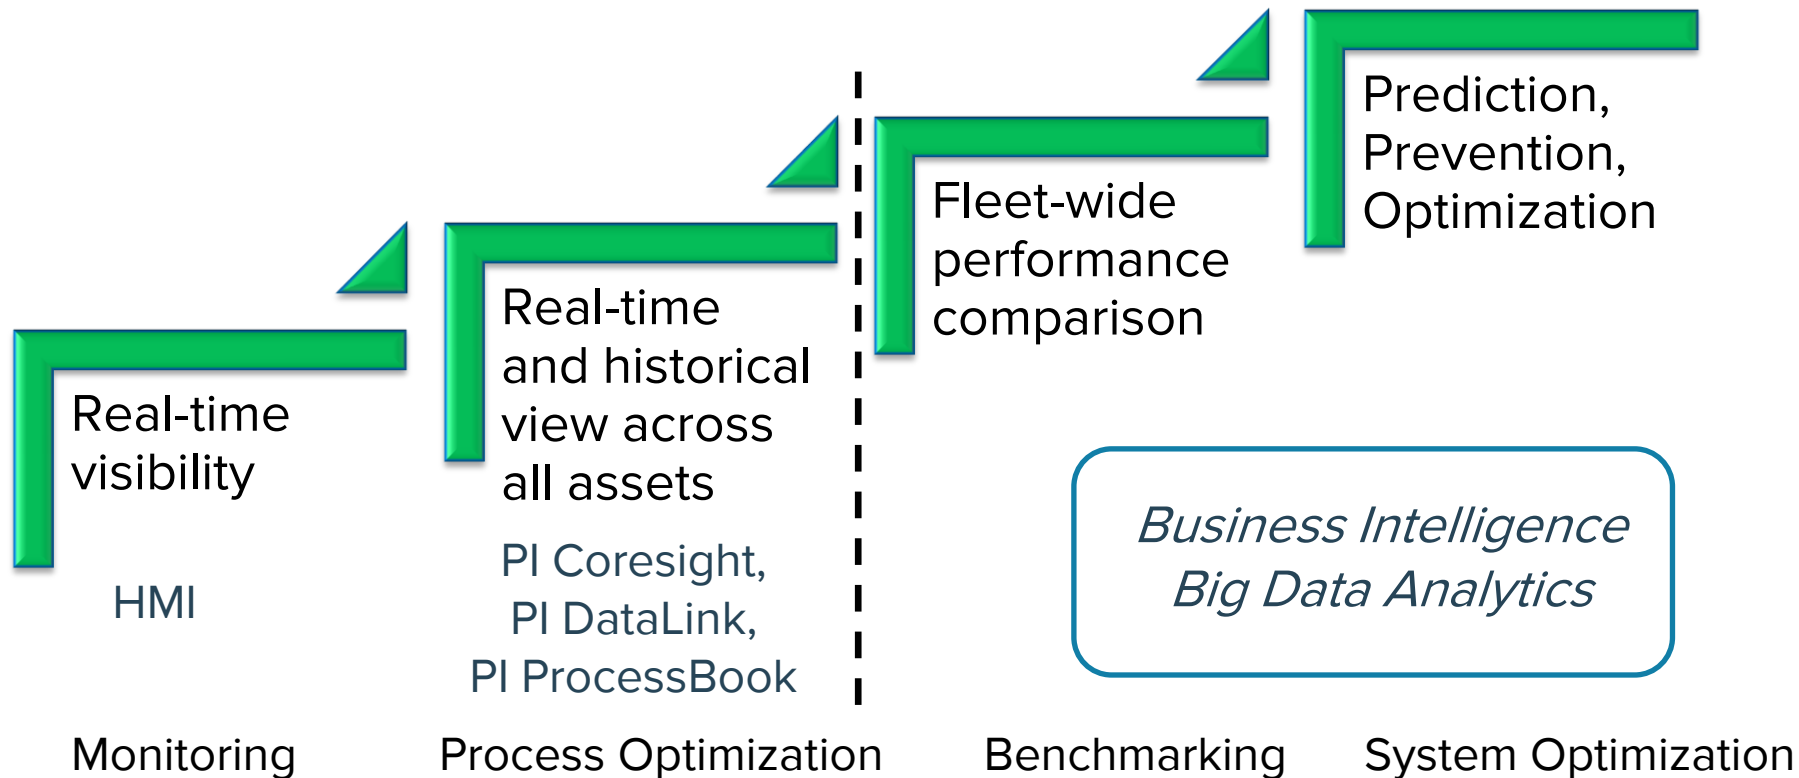 Real-time
visibility
HMI
Monitoring
Real-time
and historical
view across
all assets
PI Coresight,
PI DataLink,
PI ProcessBook
Process Optimization
Fleet-wide
performance
comparison
Benchmarking
Prediction,
Prevention,
Optimization
Business Intelligence
Big Data Analytics
System Optimization